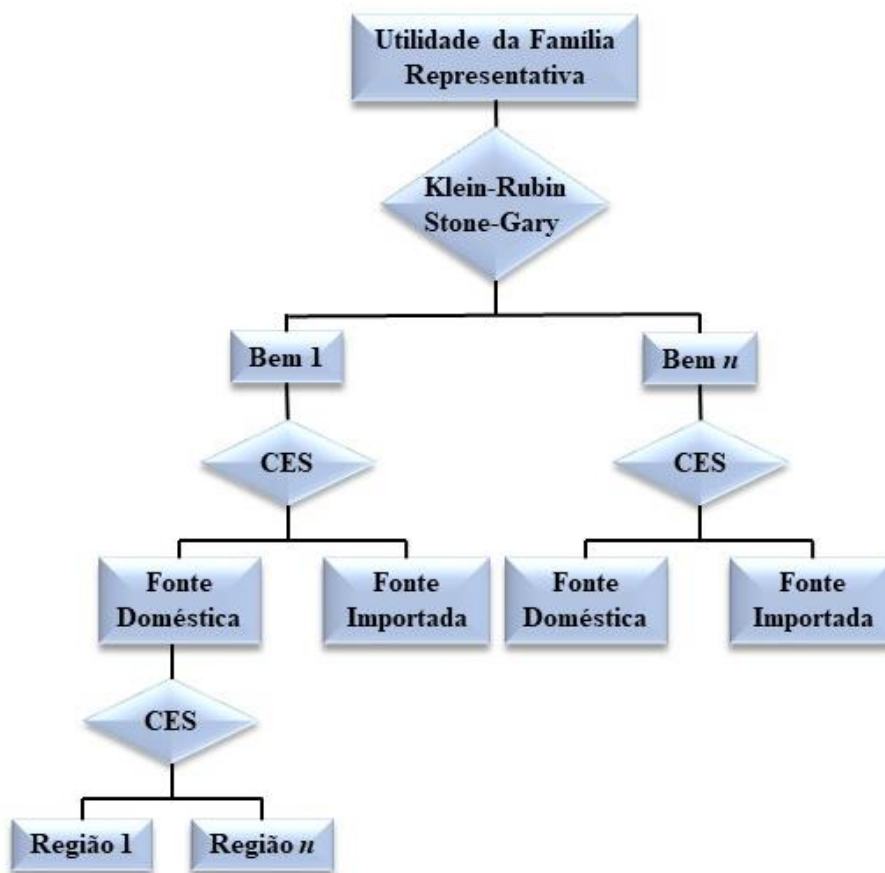 Utilidade da Família
Representativa
Klein-Rubin
Stone-Gary
Bem 1
Bem n
CES
CES
Fonte
Doméstica
Fonte
Importada
Fonte
Doméstica
Fonte
Importada
CES
Região 1
Região n